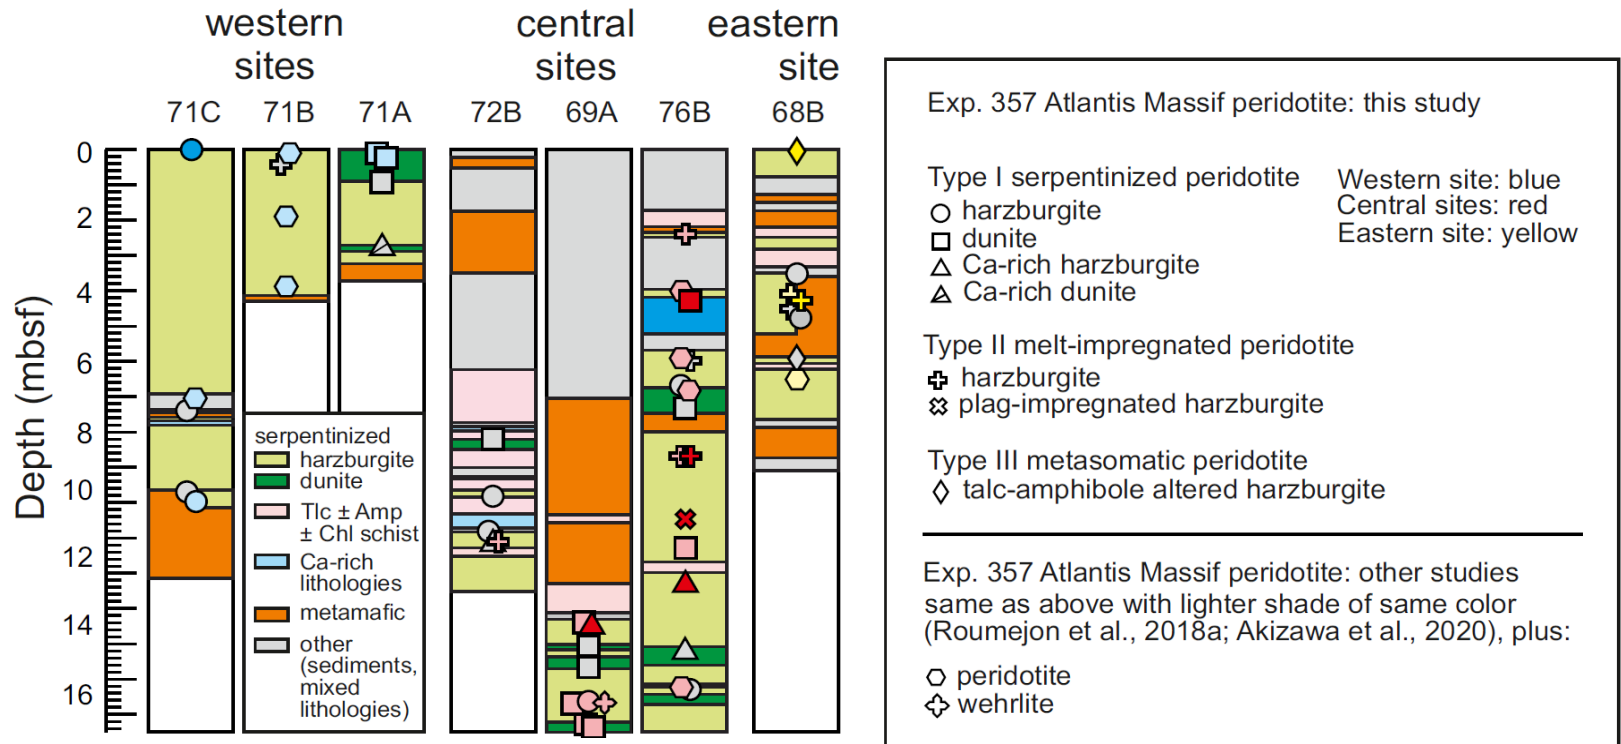 western
sites
central
sites
eastern
site
71C
71B
71A
72B
69A
76B
68B
Depth (mbsf)
0
2
4
6
8
10
12
14
16
serpentinized
harzburgite
dunite
Tlc ± Amp
± Chl schist
Ca-rich
lithologies
metamafic
other
(sediments,
mixed
lithologies)
Exp. 357 Atlantis Massif peridotite: this study
Type I serpentinized peridotite
harzburgite
dunite
Ca-rich harzburgite
Ca-rich dunite
Western site: blue
Central sites: red
Eastern site: yellow
Type II melt-impregnated peridotite
harzburgite
plag-impregnated harzburgite
Type III metasomatic peridotite
talc-amphibole altered harzburgite
Exp. 357 Atlantis Massif peridotite: other studies
same as above with lighter shade of same color
(Roumejon et al., 2018a; Akizawa et al., 2020), plus:
peridotite
wehrlite